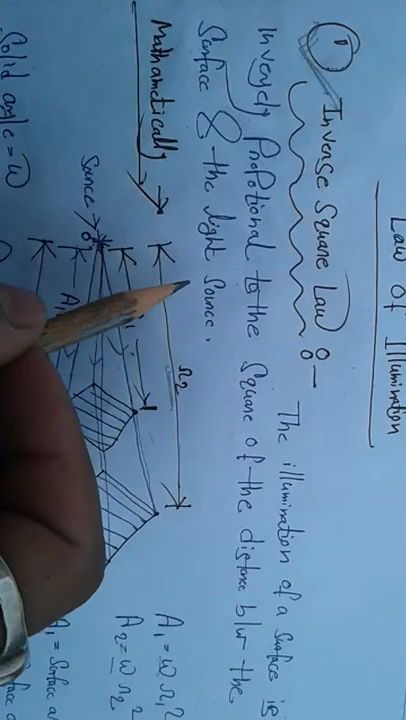 Law Of Illumination
① Inverse Square Law :-
The illumination of a surface is
inversely Proportional to the Square of the distance b/w the
Surface & the light Source.
Mathematically →
r2
Source →
A1
A1 = ω r1²
A2 = ω r2²
Solid angle = ω
A1 = Surface